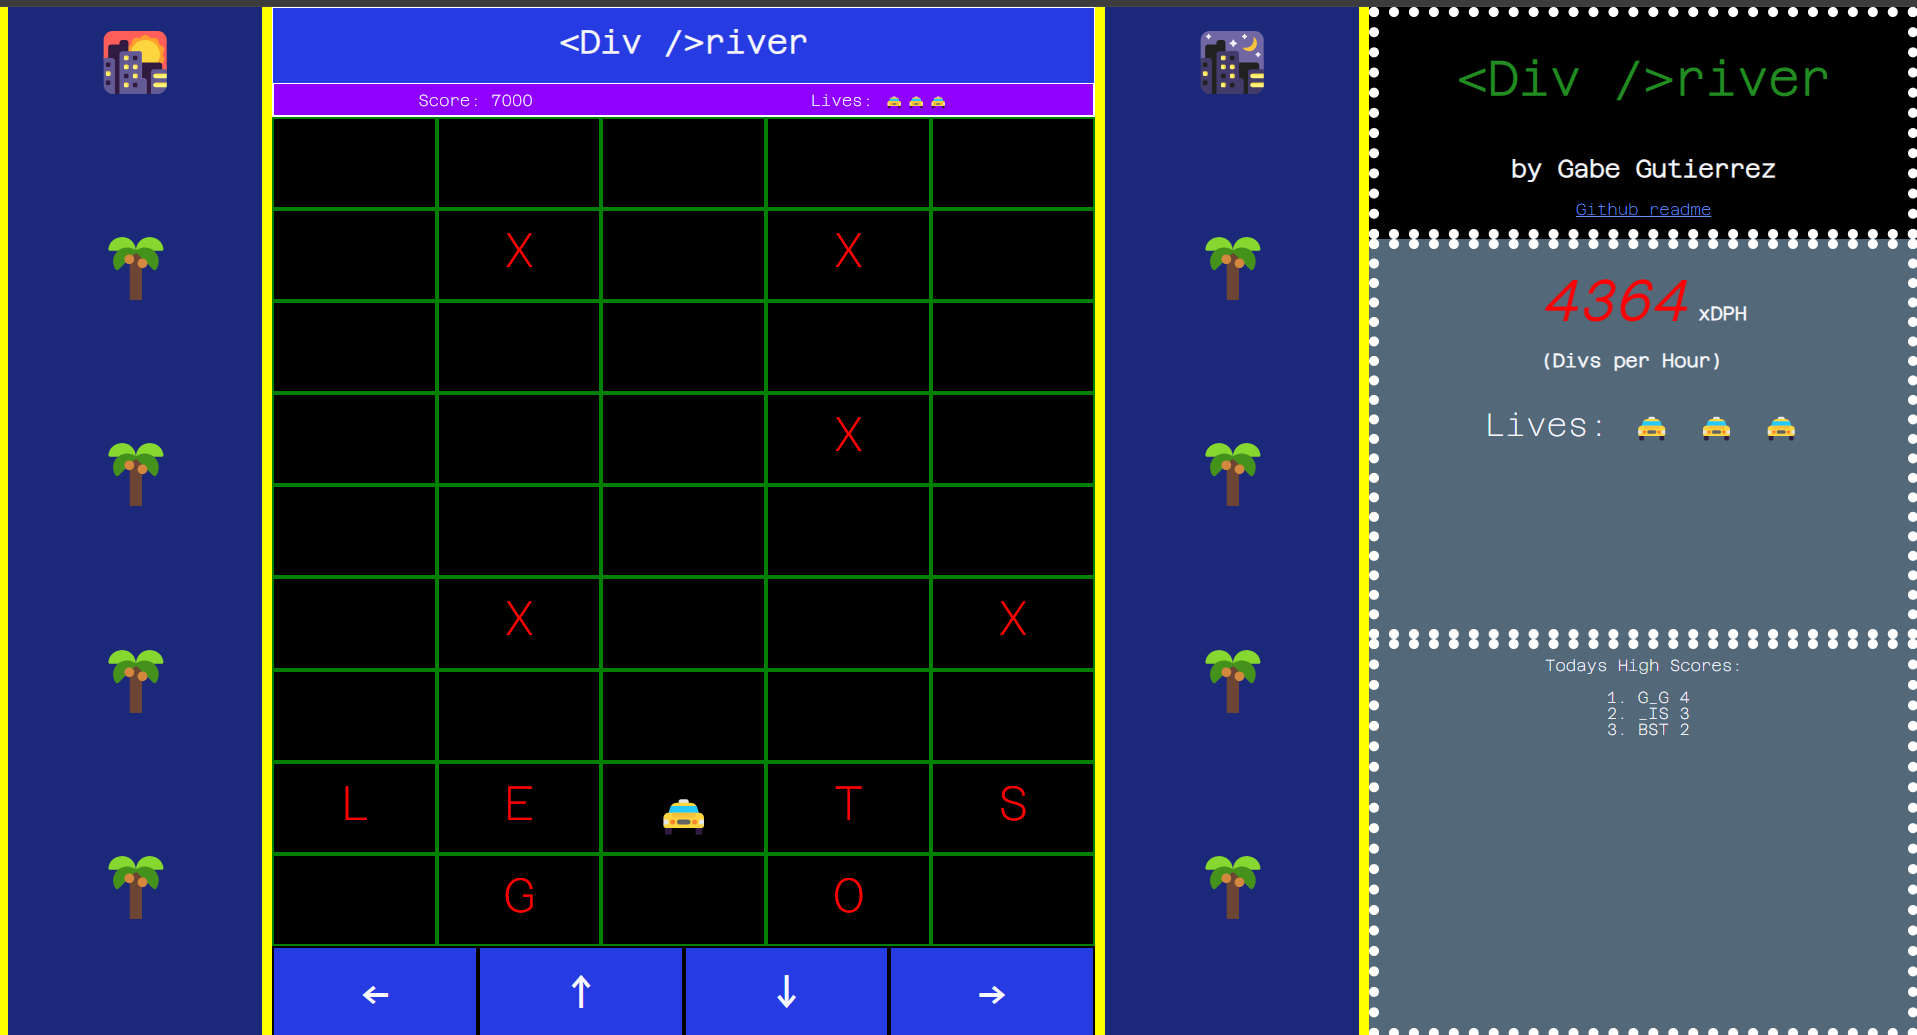 <Div />river
Score: 7000 Lives:
X X
X
X X
L E T S
G O
← ↑ ↓ →
<Div />river
by Gabe Gutierrez
Github readme
4364 xDPH
(Divs per Hour)
Lives:
Todays High Scores:
1. G_G 4
2. _IS 3
3. BST 2